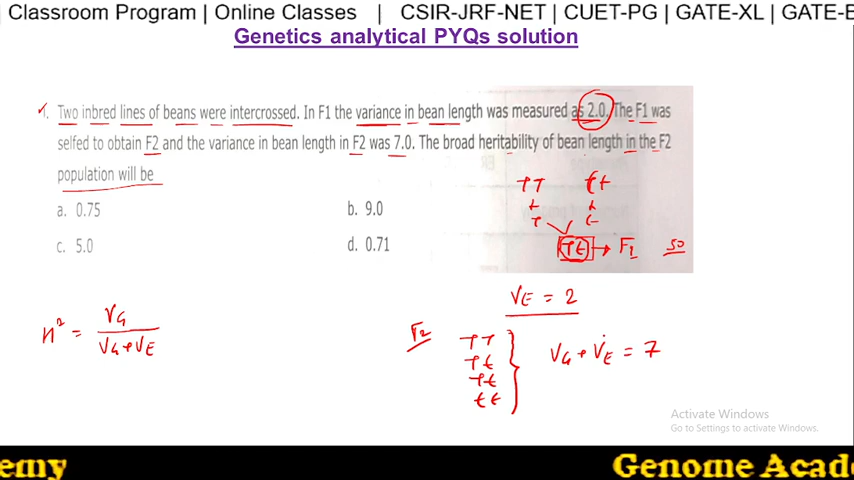 Classroom Program | Online Classes | CSIR-JRF-NET | CUET-PG | GATE-XL | GATE-E
Genetics analytical PYQs solution
1. Two inbred lines of beans were intercrossed. In F1 the variance in bean length was measured as 2.0. The F1 was
selfed to obtain F2 and the variance in bean length in F2 was 7.0. The broad heritability of bean length in the F2
population will be
a. 0.75
b. 9.0
c. 5.0
d. 0.71
TT tt
T t
Tt → F1 50
VE = 2
H² = VG / VG + VE
F2
TT
Tt
Tt
tt
VG + VE = 7
Activate Windows
Go to Settings to activate Windows.
demy
Genome Acad